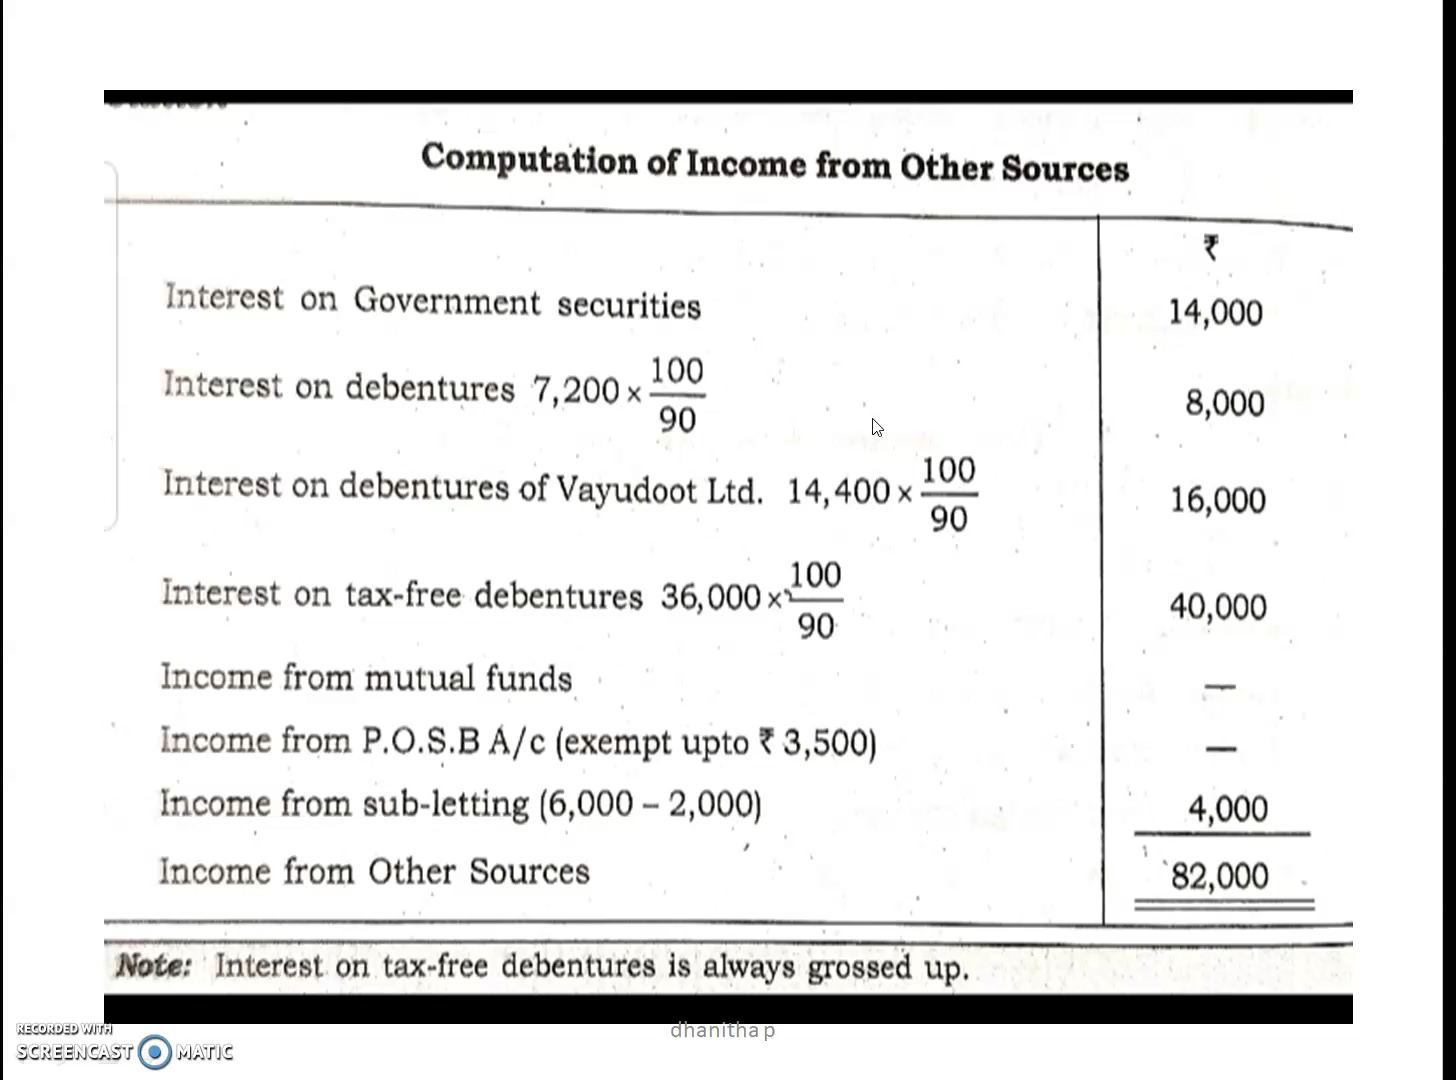 Computation of Income from Other Sources
₹
Interest on Government securities 14,000
Interest on debentures 7,200 × 100/90 8,000
Interest on debentures of Vayudoot Ltd. 14,400 × 100/90 16,000
Interest on tax-free debentures 36,000 × 100/90 40,000
Income from mutual funds —
Income from P.O.S.B A/c (exempt upto ₹ 3,500) —
Income from sub-letting (6,000 – 2,000) 4,000
Income from Other Sources 82,000
Note: Interest on tax-free debentures is always grossed up.
dhanitha p
RECORDED WITH
SCREENCAST MATIC